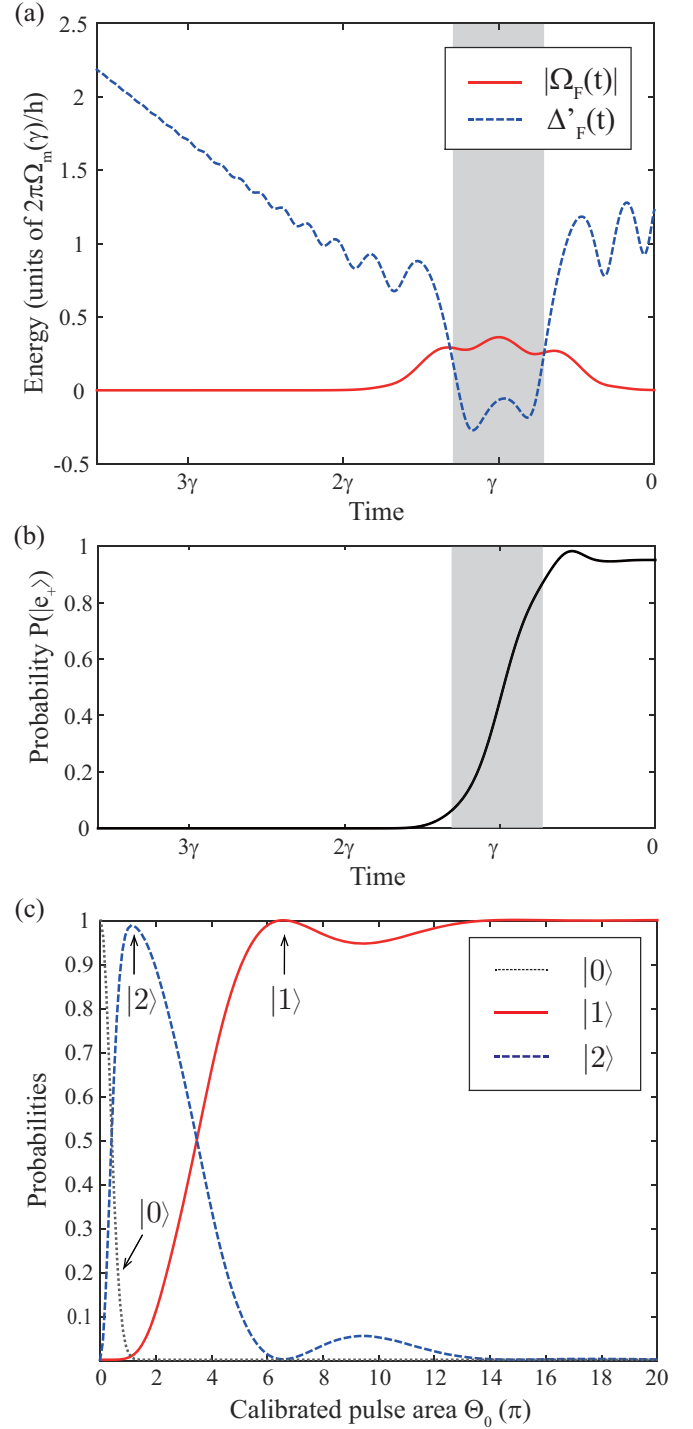 (a)
2.5
2
1.5
1
0.5
0
-0.5
Energy (units of 2πΩ_m(γ)/h)
|Ω_F(t)|
Δ'_F(t)
3γ 2γ γ 0
Time
(b)
1
0.8
0.6
0.4
0.2
0
Probability P(|e_+⟩)
3γ 2γ γ 0
Time
(c)
1
0.9
0.8
0.7
0.6
0.5
0.4
0.3
0.2
0.1
Probabilities
|2⟩
|1⟩
|0⟩
|0⟩
|1⟩
|2⟩
0 2 4 6 8 10 12 14 16 18 20
Calibrated pulse area Θ_0 (π)